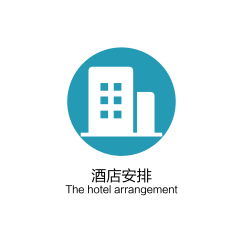 酒店安排
The hotel arrangement